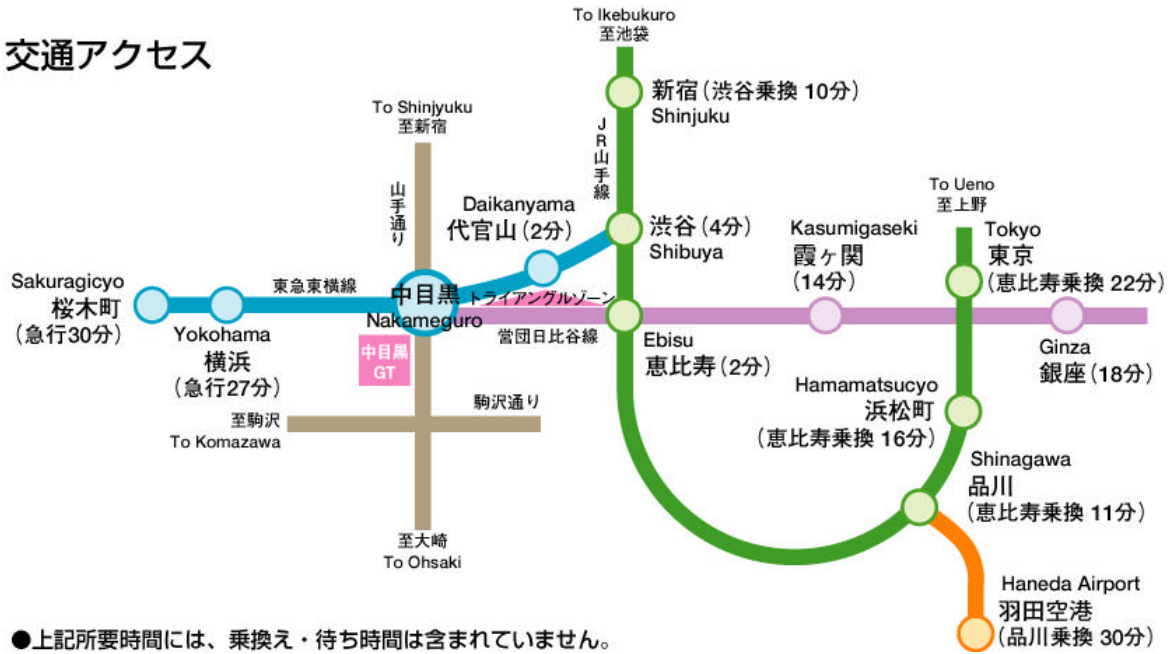 交通アクセス
To Ikebukuro
至池袋
新宿(渋谷乗換 10分)
Shinjuku
JR山手線
To Shinjyuku
至新宿
山手通り
Daikanyama
代官山(2分)
渋谷(4分)
Shibuya
Kasumigaseki
霞ヶ関
(14分)
To Ueno
至上野
Tokyo
東京
(恵比寿乗換 22分)
Sakuragicyo
桜木町
(急行30分)
東急東横線
Yokohama
横浜
(急行27分)
中目黒
Nakameguro
トライアングルゾーン
営団日比谷線
中目黒
GT
Ebisu
恵比寿(2分)
Ginza
銀座(18分)
Hamamatsucyo
浜松町
(恵比寿乗換 16分)
至駒沢
To Komazawa
駒沢通り
Shinagawa
品川
(恵比寿乗換 11分)
至大崎
To Ohsaki
Haneda Airport
羽田空港
(品川乗換 30分)
●上記所要時間には、乗換え・待ち時間は含まれていません。